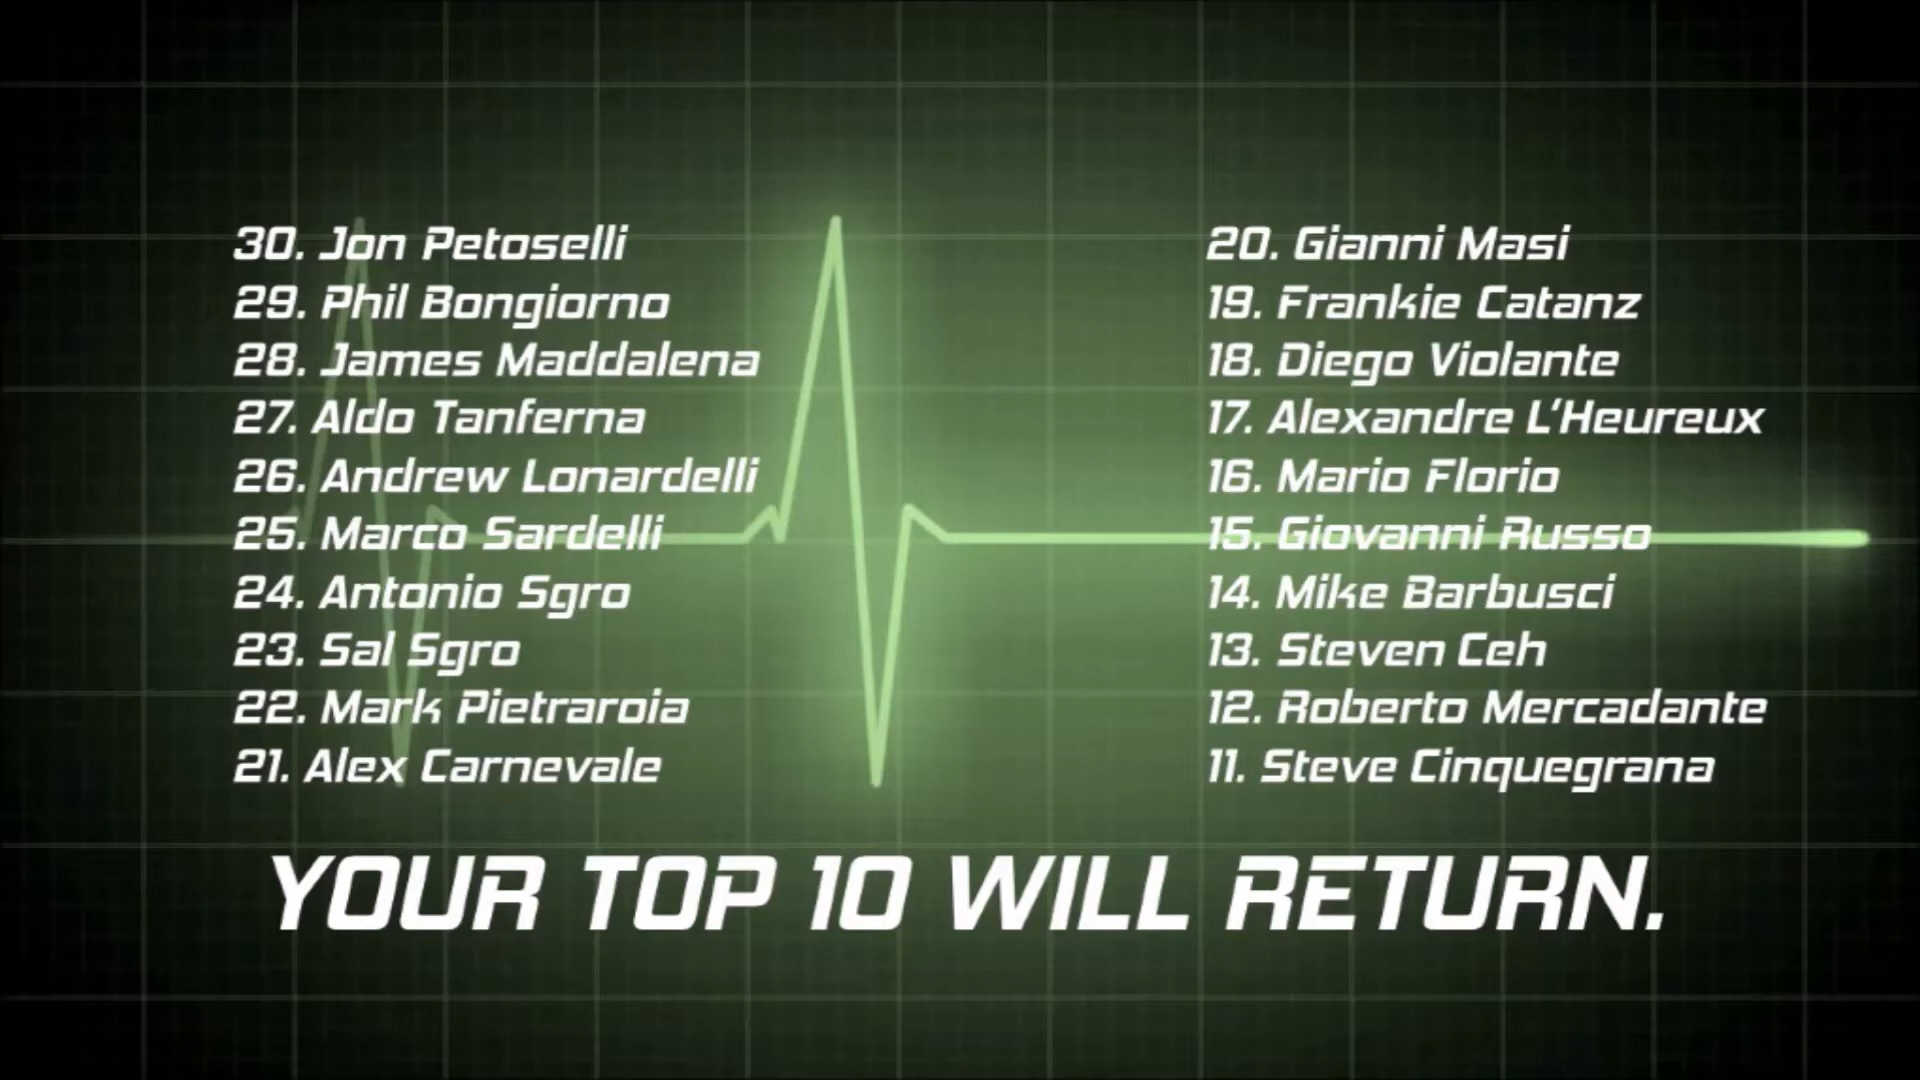 30. Jon Petoselli
29. Phil Bongiorno
28. James Maddalena
27. Aldo Tanferna
26. Andrew Lonardelli
25. Marco Sardelli
24. Antonio Sgro
23. Sal Sgro
22. Mark Pietraroia
21. Alex Carnevale
20. Gianni Masi
19. Frankie Catanz
18. Diego Violante
17. Alexandre L'Heureux
16. Mario Florio
15. Giovanni Russo
14. Mike Barbusci
13. Steven Ceh
12. Roberto Mercadante
11. Steve Cinquegrana
YOUR TOP 10 WILL RETURN.